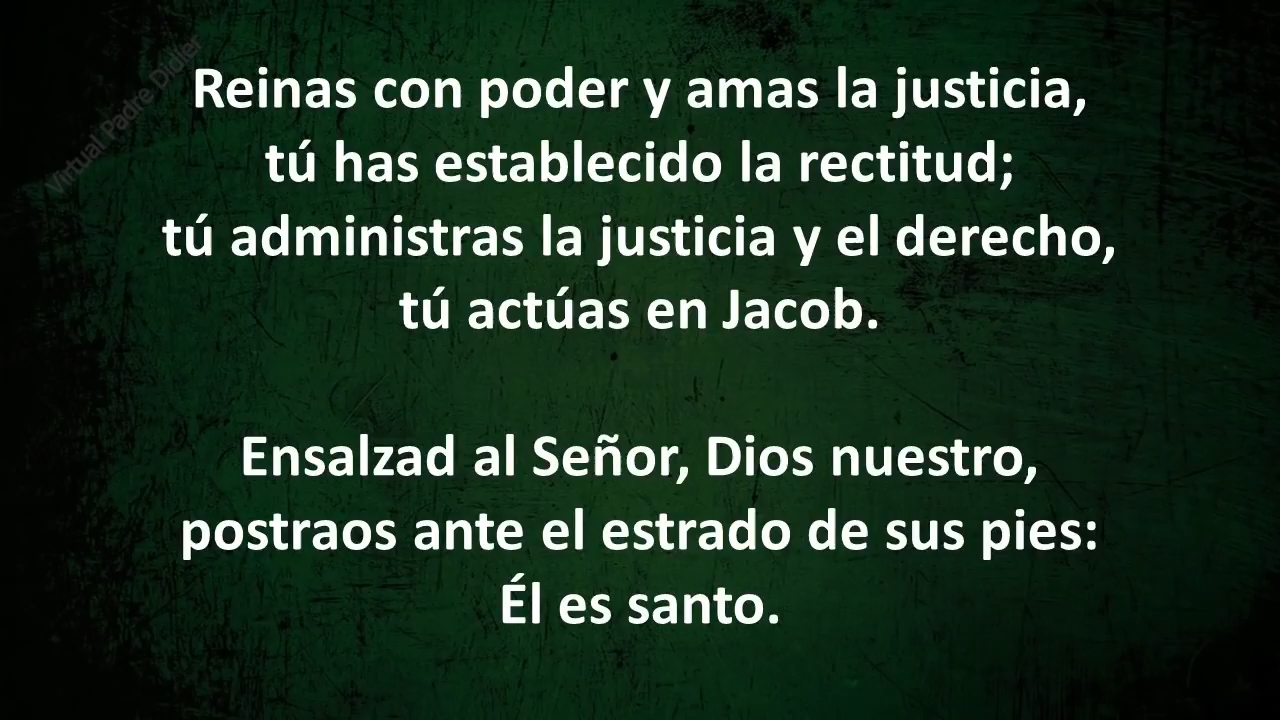 Virtual Padre Didier
Reinas con poder y amas la justicia,
tú has establecido la rectitud;
tú administras la justicia y el derecho,
tú actúas en Jacob.
Ensalzad al Señor, Dios nuestro,
postraos ante el estrado de sus pies:
Él es santo.